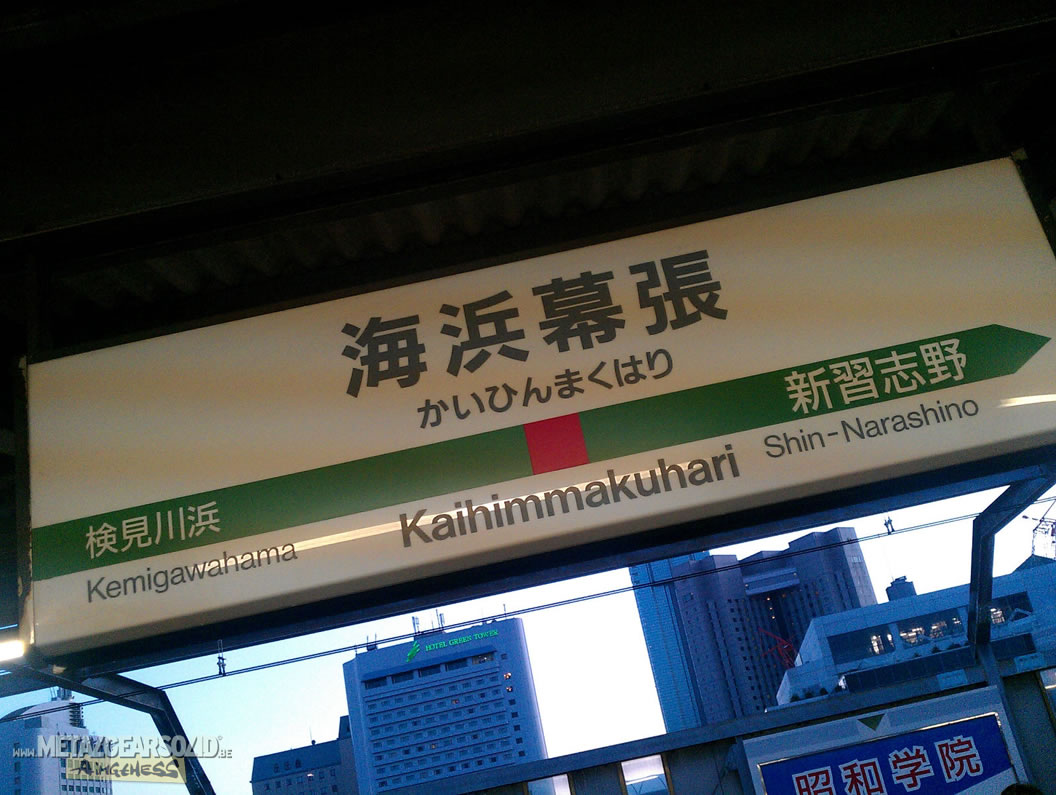 海浜幕張
かいひんまくはり
新習志野
Shin-Narashino
Kaihimmakuhari
検見川浜
Kemigawahama
HOTEL GREEN TOWER
昭和学院
www.METALGEARSOLID.BE